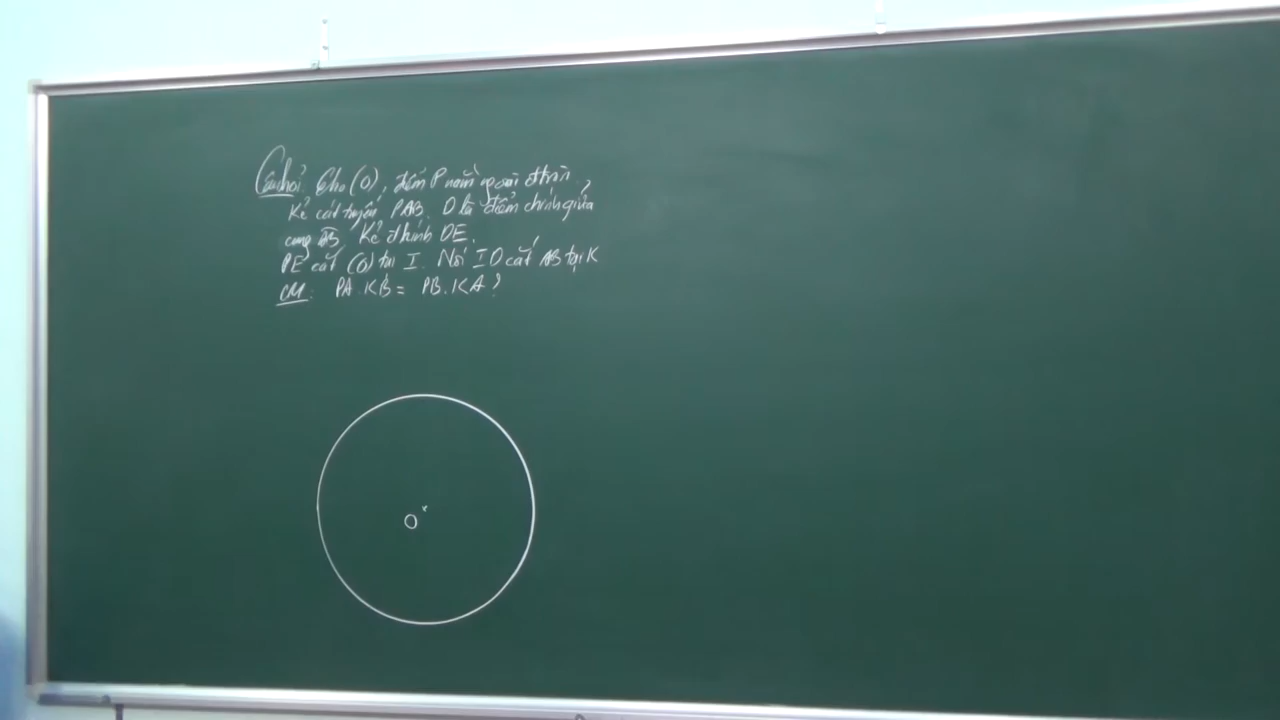 Câu hỏi: Cho (O), điểm P nằm ngoài đtròn
Kẻ cát tuyến PAB. D là điểm chính giữa
cung AB. Kẻ đkính DE.
PE cắt (O) tại I. Nối ID cắt AB tại K
CM: PA.KB = PB.KA?
O